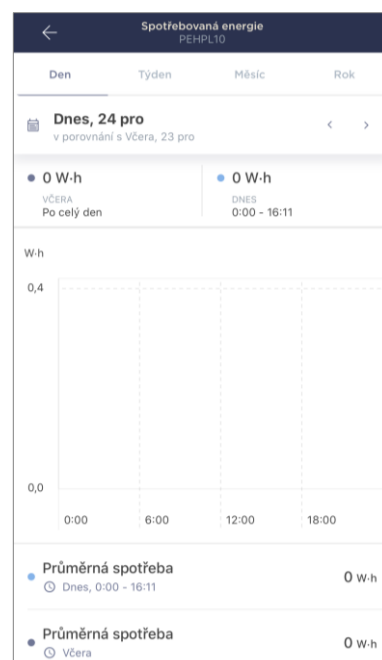 Spotřebovaná energie
PEHPL10
Den Týden Měsíc Rok
Dnes, 24 pro
v porovnání s Včera, 23 pro
0 W·h 0 W·h
VČERA DNES
Po celý den 0:00 - 16:11
W·h
0,4
0,0
0:00 6:00 12:00 18:00
Průměrná spotřeba
0 W·h
Dnes, 0:00 - 16:11
Průměrná spotřeba
0 W·h
Včera